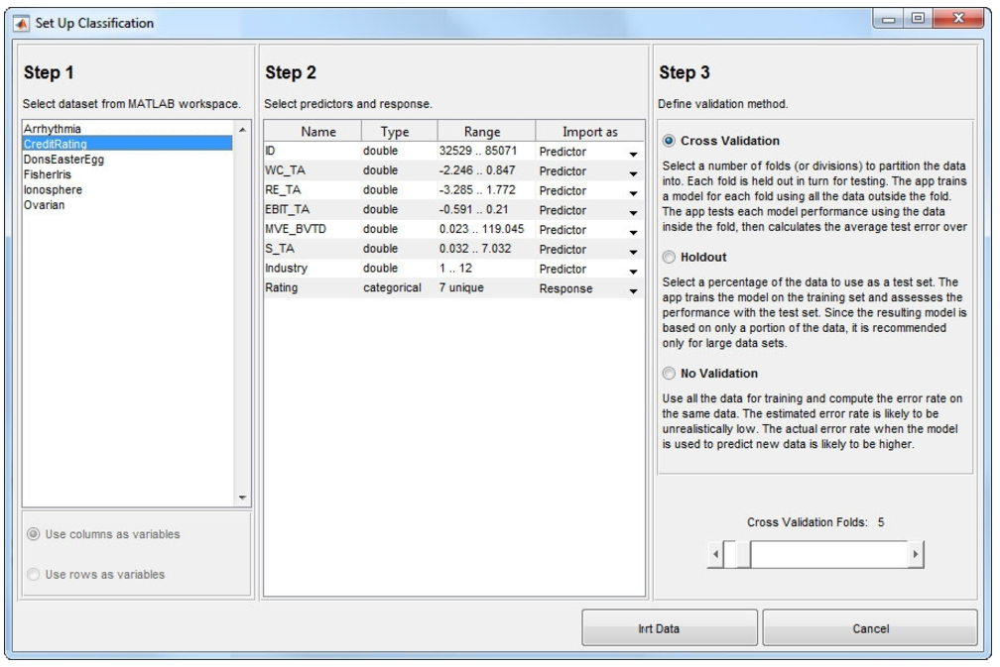 Set Up Classification
Step 1
Select dataset from MATLAB workspace.
Arrhythmia
CreditRating
DonsEasterEgg
FisherIris
Ionosphere
Ovarian
Use columns as variables
Use rows as variables
Step 2
Select predictors and response.
Name Type Range Import as
ID double 32529 .. 85071 Predictor
WC_TA double -2.246 .. 0.847 Predictor
RE_TA double -3.285 .. 1.772 Predictor
EBIT_TA double -0.591 .. 0.21 Predictor
MVE_BVTD double 0.023 .. 119.045 Predictor
S_TA double 0.032 .. 7.032 Predictor
Industry double 1 .. 12 Predictor
Rating categorical 7 unique Response
Step 3
Define validation method.
Cross Validation
Select a number of folds (or divisions) to partition the data
into. Each fold is held out in turn for testing. The app trains
a model for each fold using all the data outside the fold.
The app tests each model performance using the data
inside the fold, then calculates the average test error over
Holdout
Select a percentage of the data to use as a test set. The
app trains the model on the training set and assesses the
performance with the test set. Since the resulting model is
based on only a portion of the data, it is recommended
only for large data sets.
No Validation
Use all the data for training and compute the error rate on
the same data. The estimated error rate is likely to be
unrealistically low. The actual error rate when the model
is used to predict new data is likely to be higher.
Cross Validation Folds: 5
Irrt Data
Cancel